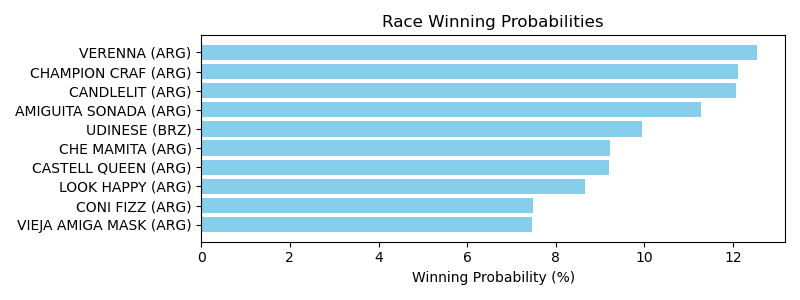 Race Winning Probabilities
VERENNA (ARG)
CHAMPION CRAF (ARG)
CANDLELIT (ARG)
AMIGUITA SONADA (ARG)
UDINESE (BRZ)
CHE MAMITA (ARG)
CASTELL QUEEN (ARG)
LOOK HAPPY (ARG)
CONI FIZZ (ARG)
VIEJA AMIGA MASK (ARG)
0 2 4 6 8 10 12
Winning Probability (%)